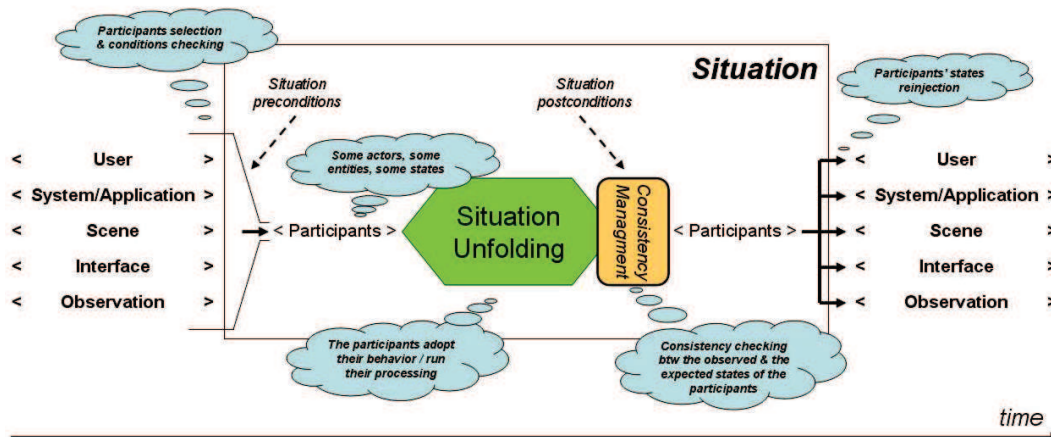 Participants selection
& conditions checking
Situation
Participants' states
reinjection
Situation
preconditions
Situation
postconditions
Some actors, some
entities, some states
< User >
< System/Application >
< Scene >
< Interface >
< Observation >
< Participants >
Situation
Unfolding
Consistency
Managment
< Participants >
< User >
< System/Application >
< Scene >
< Interface >
< Observation >
The participants adopt
their behavior / run
their processing
Consistency checking
btw the observed & the
expected states of the
participants
time